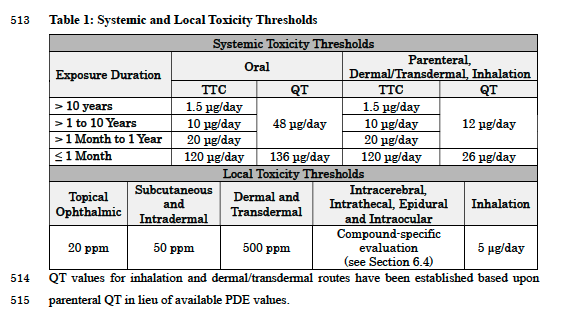 513 Table 1: Systemic and Local Toxicity Thresholds
Systemic Toxicity Thresholds
Exposure Duration
Oral
Parenteral,
Dermal/Transdermal, Inhalation
TTC QT TTC QT
> 10 years 1.5 µg/day 48 µg/day 1.5 µg/day 12 µg/day
> 1 to 10 Years 10 µg/day 10 µg/day
> 1 Month to 1 Year 20 µg/day 20 µg/day
≤ 1 Month 120 µg/day 136 µg/day 120 µg/day 26 µg/day
Local Toxicity Thresholds
Topical
Ophthalmic
Subcutaneous
and
Intradermal
Dermal and
Transdermal
Intracerebral,
Intrathecal, Epidural
and Intraocular
Inhalation
20 ppm
50 ppm
500 ppm
Compound-specific
evaluation
(see Section 6.4)
5 µg/day
514 QT values for inhalation and dermal/transdermal routes have been established based upon
515 parenteral QT in lieu of available PDE values.